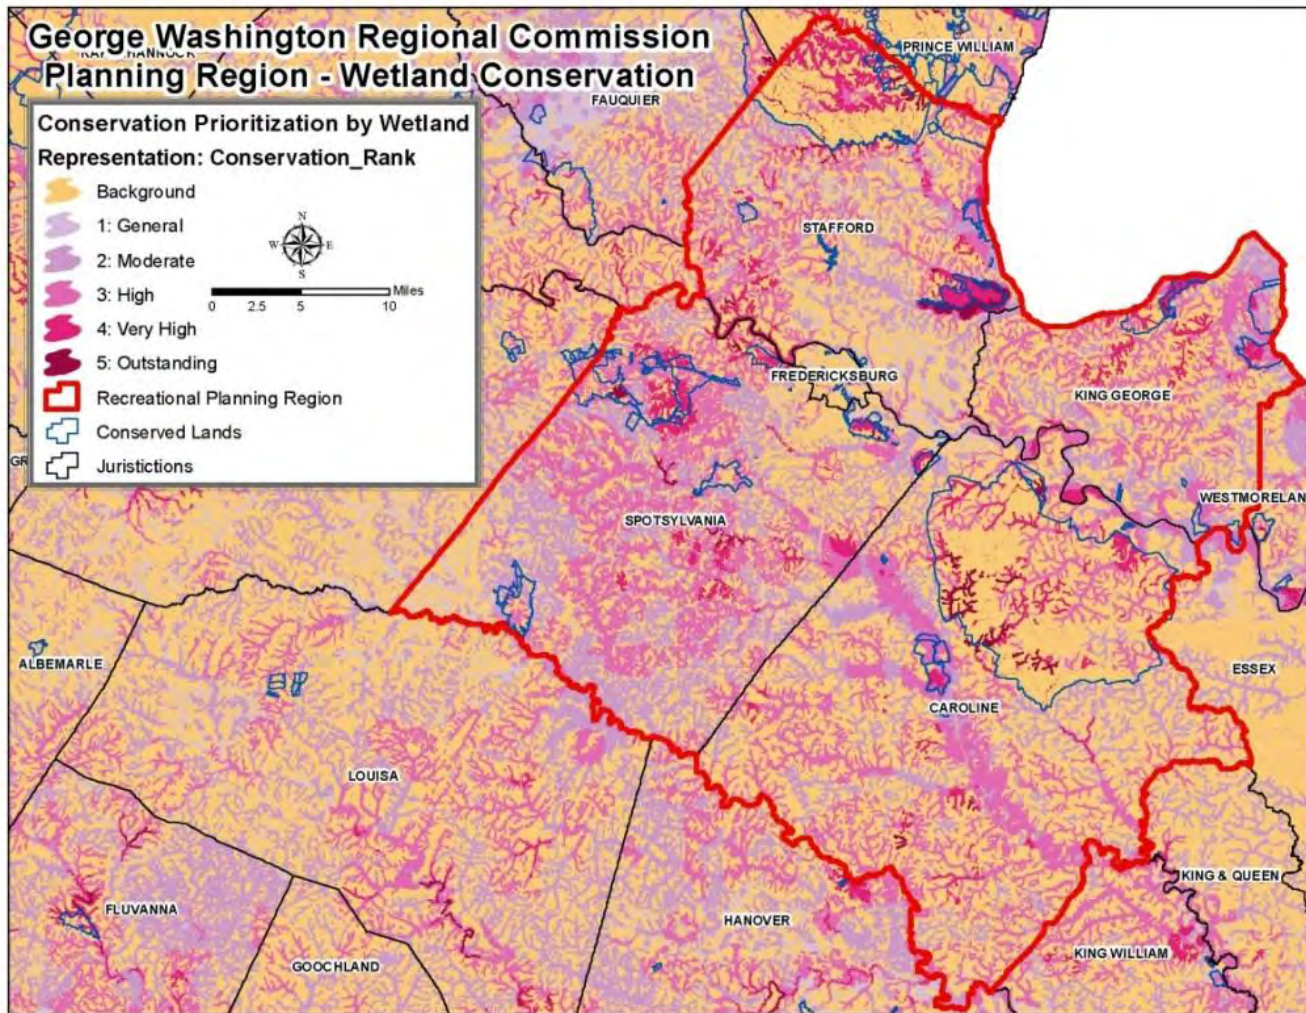 George Washington Regional Commission
Planning Region - Wetland Conservation
Conservation Prioritization by Wetland
Representation: Conservation_Rank
Background
1: General
2: Moderate
3: High
4: Very High
5: Outstanding
Recreational Planning Region
Conserved Lands
Juristictions
N
W E
S
Miles
0 2.5 5 10
PRINCE WILLIAM
FAUQUIER
STAFFORD
FREDERICKSBURG
KING GEORGE
WESTMORELAN
SPOTSYLVANIA
ALBEMARLE
ESSEX
CAROLINE
LOUISA
KING & QUEEN
FLUVANNA
HANOVER
KING WILLIAM
GOOCHLAND